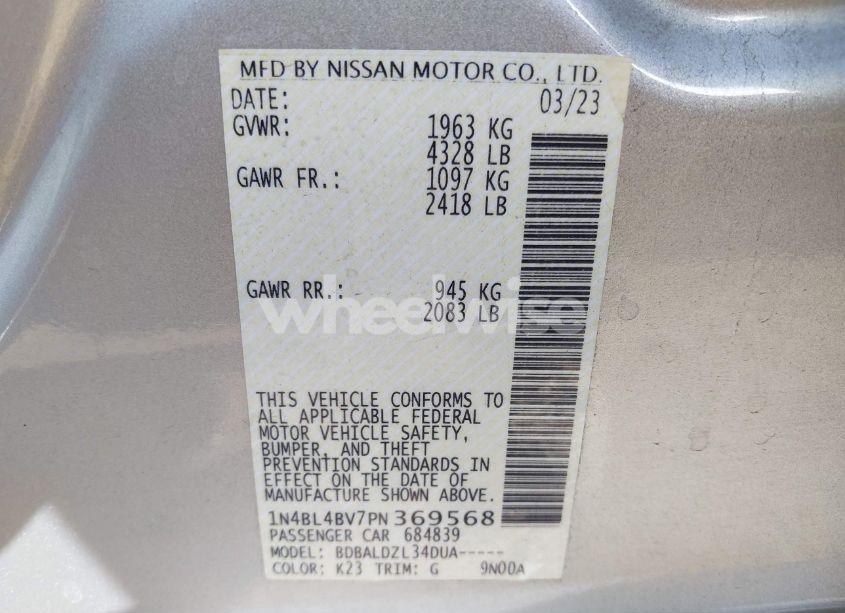 MFD BY NISSAN MOTOR CO., LTD.
DATE: 03/23
GVWR: 1963 KG
4328 LB
GAWR FR.: 1097 KG
2418 LB
GAWR RR.: 945 KG
2083 LB
wheelwise
THIS VEHICLE CONFORMS TO
ALL APPLICABLE FEDERAL
MOTOR VEHICLE SAFETY,
BUMPER, AND THEFT
PREVENTION STANDARDS IN
EFFECT ON THE DATE OF
MANUFACTURE SHOWN ABOVE.
1N4BL4BV7PN369568
PASSENGER CAR 684839
MODEL: BDBALDZL34DUA-----
COLOR: K23 TRIM: G 9N00A